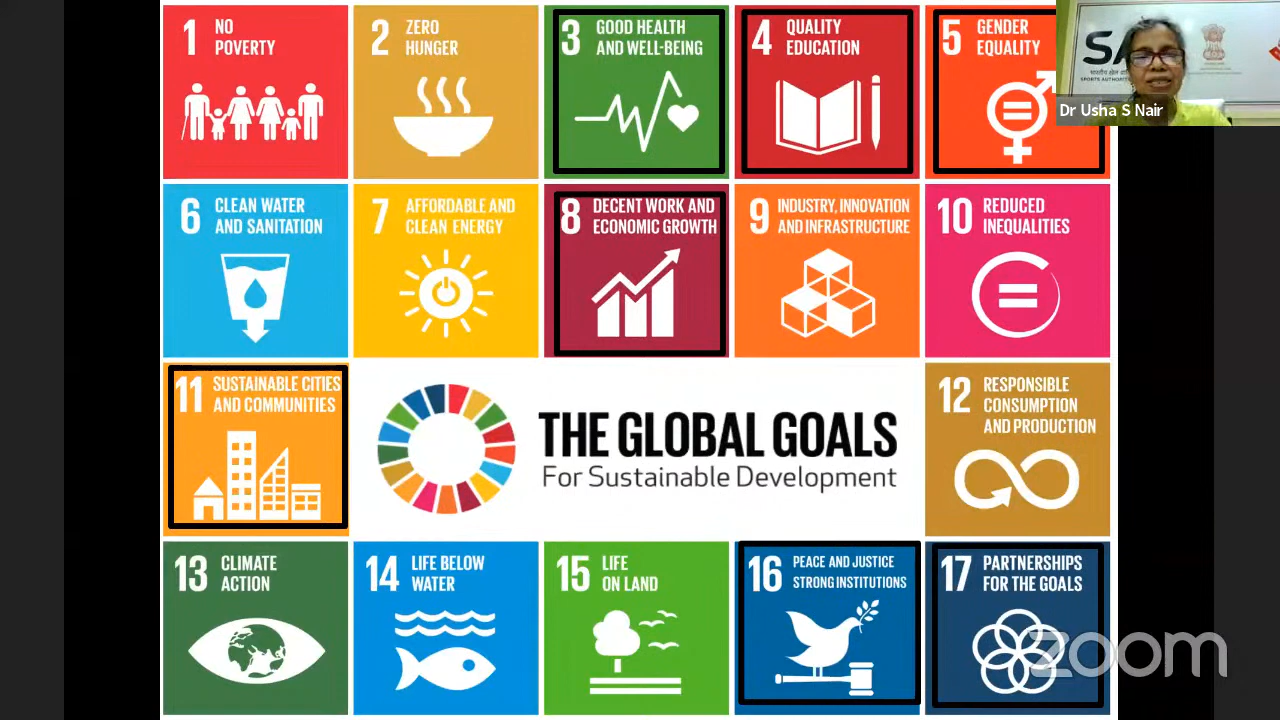 1 NO
POVERTY
2 ZERO
HUNGER
3 GOOD HEALTH
AND WELL-BEING
4 QUALITY
EDUCATION
5 GENDER
EQUALITY
SA
भारतीय खेल
SPORTS AUTHORIT
Dr Usha S Nair
6 CLEAN WATER
AND SANITATION
7 AFFORDABLE AND
CLEAN ENERGY
8 DECENT WORK AND
ECONOMIC GROWTH
9 INDUSTRY, INNOVATION
AND INFRASTRUCTURE
10 REDUCED
INEQUALITIES
11 SUSTAINABLE CITIES
AND COMMUNITIES
THE GLOBAL GOALS
For Sustainable Development
12 RESPONSIBLE
CONSUMPTION
AND PRODUCTION
13 CLIMATE
ACTION
14 LIFE BELOW
WATER
15 LIFE
ON LAND
16 PEACE AND JUSTICE
STRONG INSTITUTIONS
17 PARTNERSHIPS
FOR THE GOALS
zoom